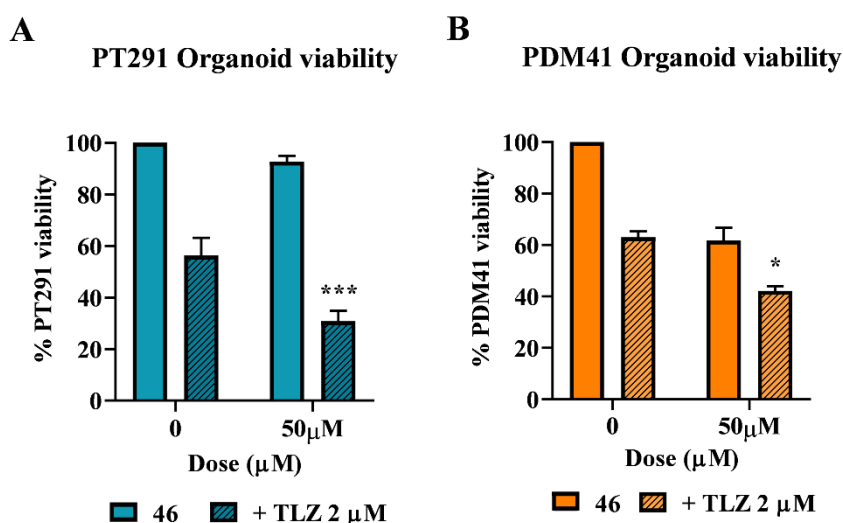 A
PT291 Organoid viability
% PT291 viability
100
80
60
40
20
0
***
0
50μM
Dose (μM)
46
+ TLZ 2 μM
B
PDM41 Organoid viability
% PDM41 viability
100
80
60
40
20
0
*
0
50μM
Dose (μM)
46
+ TLZ 2 μM